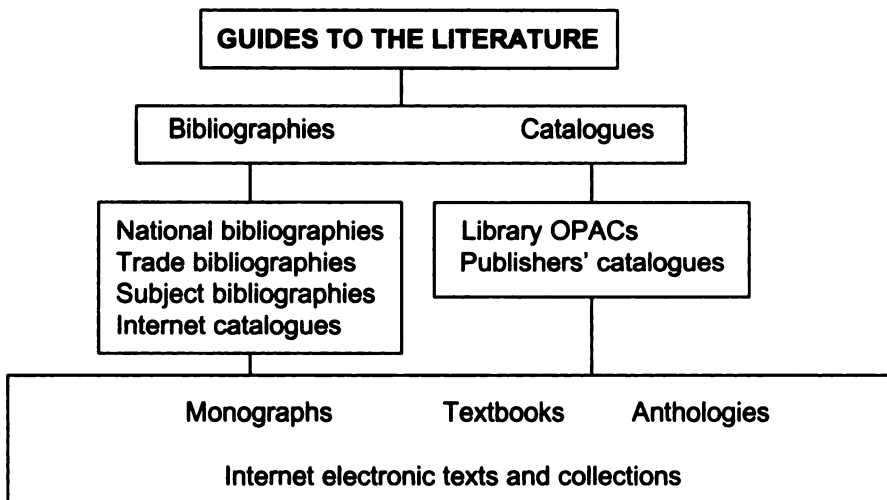 GUIDES TO THE LITERATURE
Bibliographies Catalogues
National bibliographies
Trade bibliographies
Subject bibliographies
Internet catalogues
Library OPACs
Publishers’ catalogues
Monographs Textbooks Anthologies
Internet electronic texts and collections